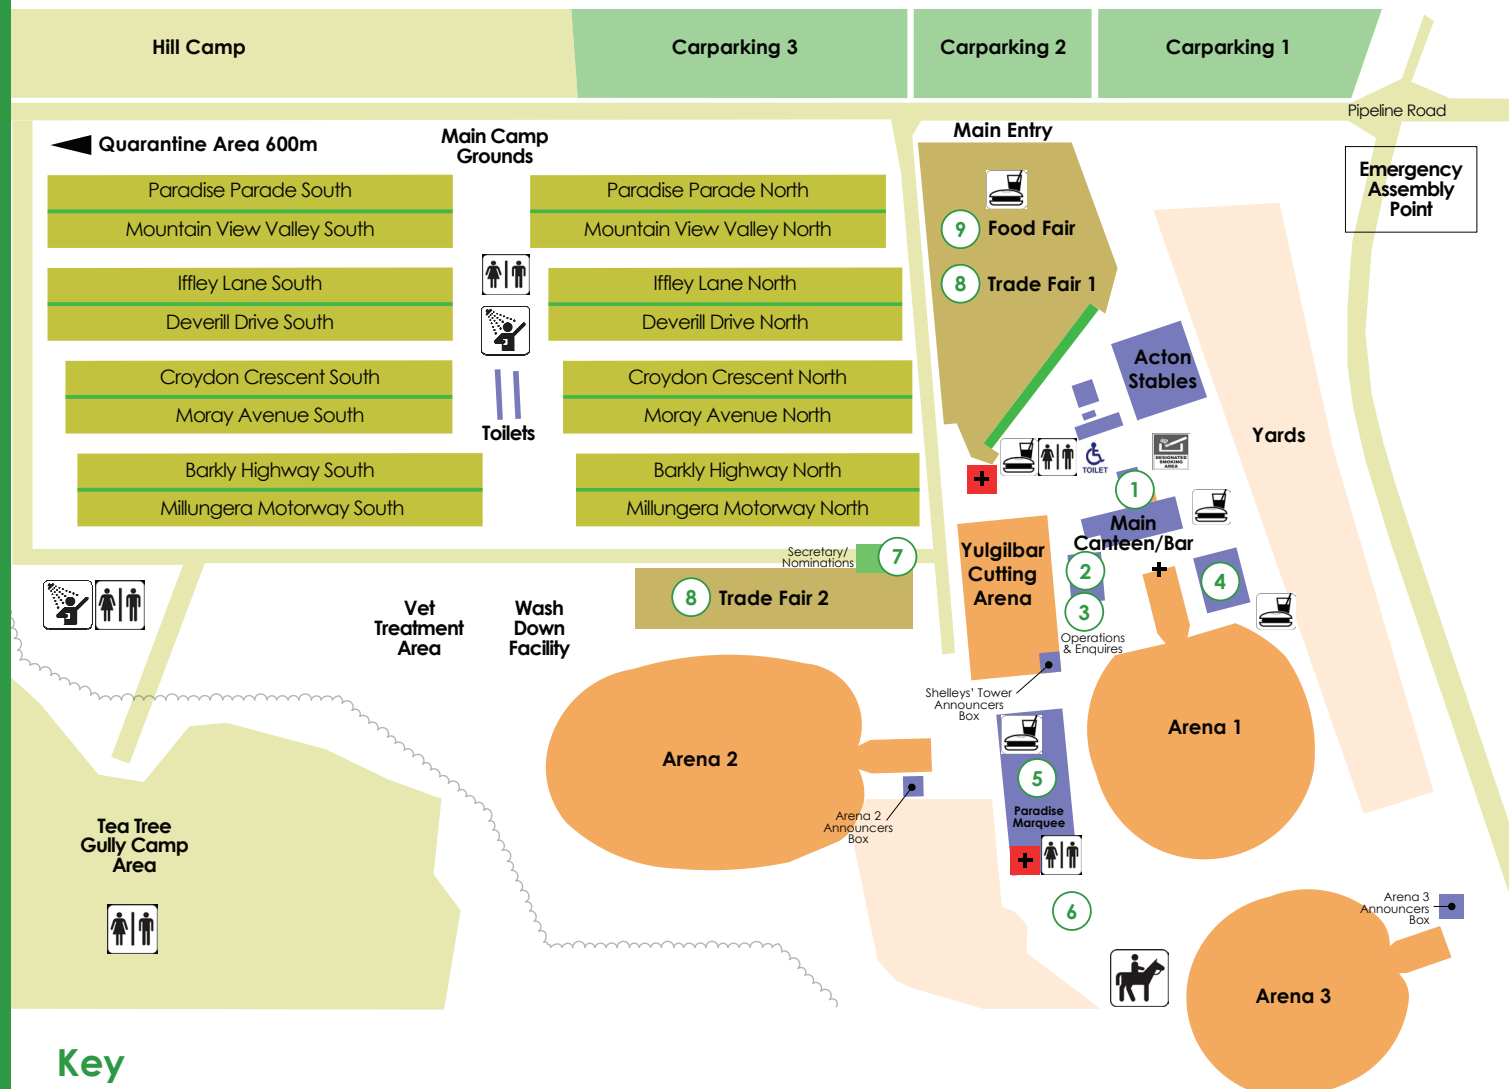 Hill Camp
Carparking 3
Carparking 2
Carparking 1
Pipeline Road
Quarantine Area 600m
Main Camp
Grounds
Main Entry
Emergency
Assembly
Point
Paradise Parade South
Mountain View Valley South
Paradise Parade North
Mountain View Valley North
9 Food Fair
8 Trade Fair 1
Iffley Lane South
Deverill Drive South
Iffley Lane North
Deverill Drive North
Acton
Stables
Croydon Crescent South
Moray Avenue South
Croydon Crescent North
Moray Avenue North
Toilets
Yards
TOILET
DESIGNATED
SMOKING
AREA
Barkly Highway South
Millungera Motorway South
Barkly Highway North
Millungera Motorway North
1
Main
Canteen/Bar
Secretary/
Nominations
7
Yulgilbar
Cutting
Arena
2
3
Operations
& Enquires
4
8 Trade Fair 2
Vet
Treatment
Area
Wash
Down
Facility
Shelleys' Tower
Announcers
Box
Arena 1
Arena 2
5
Paradise
Marquee
Arena 2
Announcers
Box
Tea Tree
Gully Camp
Area
6
Arena 3
Announcers
Box
Arena 3
Key